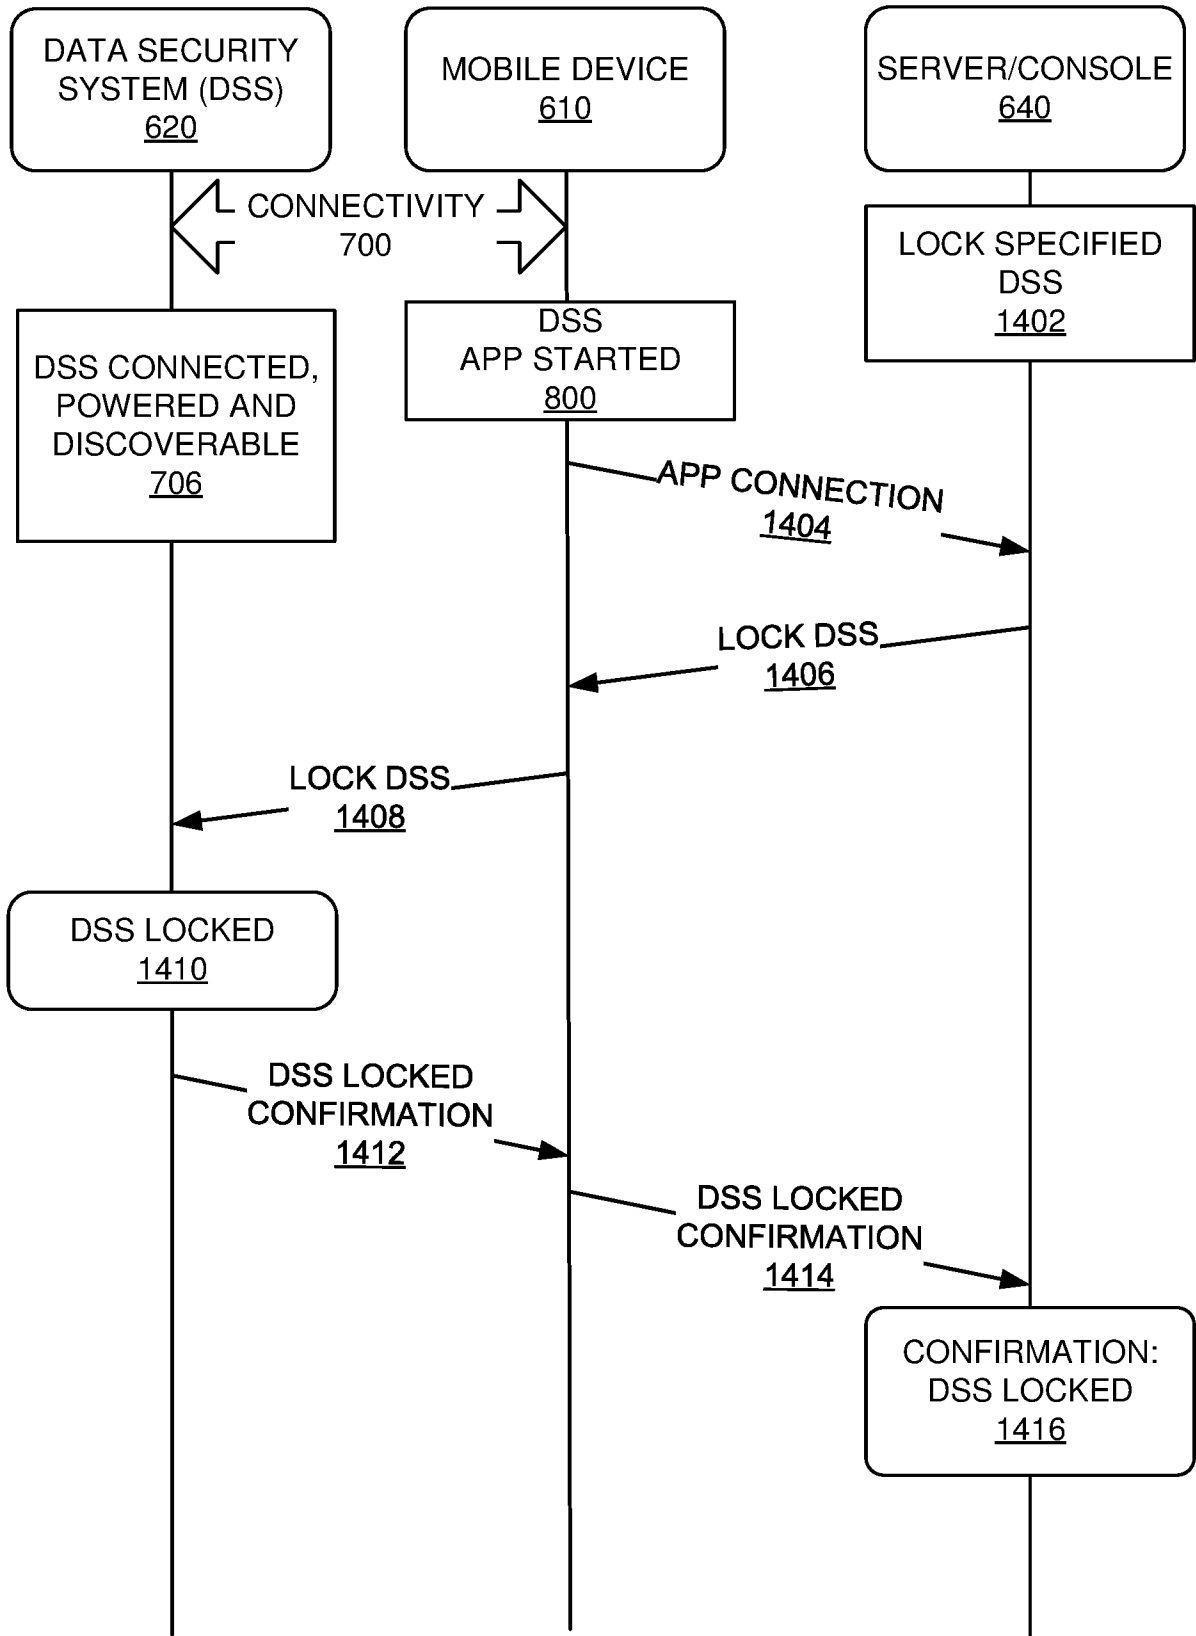 DATA SECURITY
SYSTEM (DSS)
620
MOBILE DEVICE
610
SERVER/CONSOLE
640
CONNECTIVITY
700
LOCK SPECIFIED
DSS
1402
DSS
APP STARTED
800
DSS CONNECTED,
POWERED AND
DISCOVERABLE
706
APP CONNECTION
1404
LOCK DSS
1406
LOCK DSS
1408
DSS LOCKED
1410
DSS LOCKED
CONFIRMATION
1412
DSS LOCKED
CONFIRMATION
1414
CONFIRMATION:
DSS LOCKED
1416